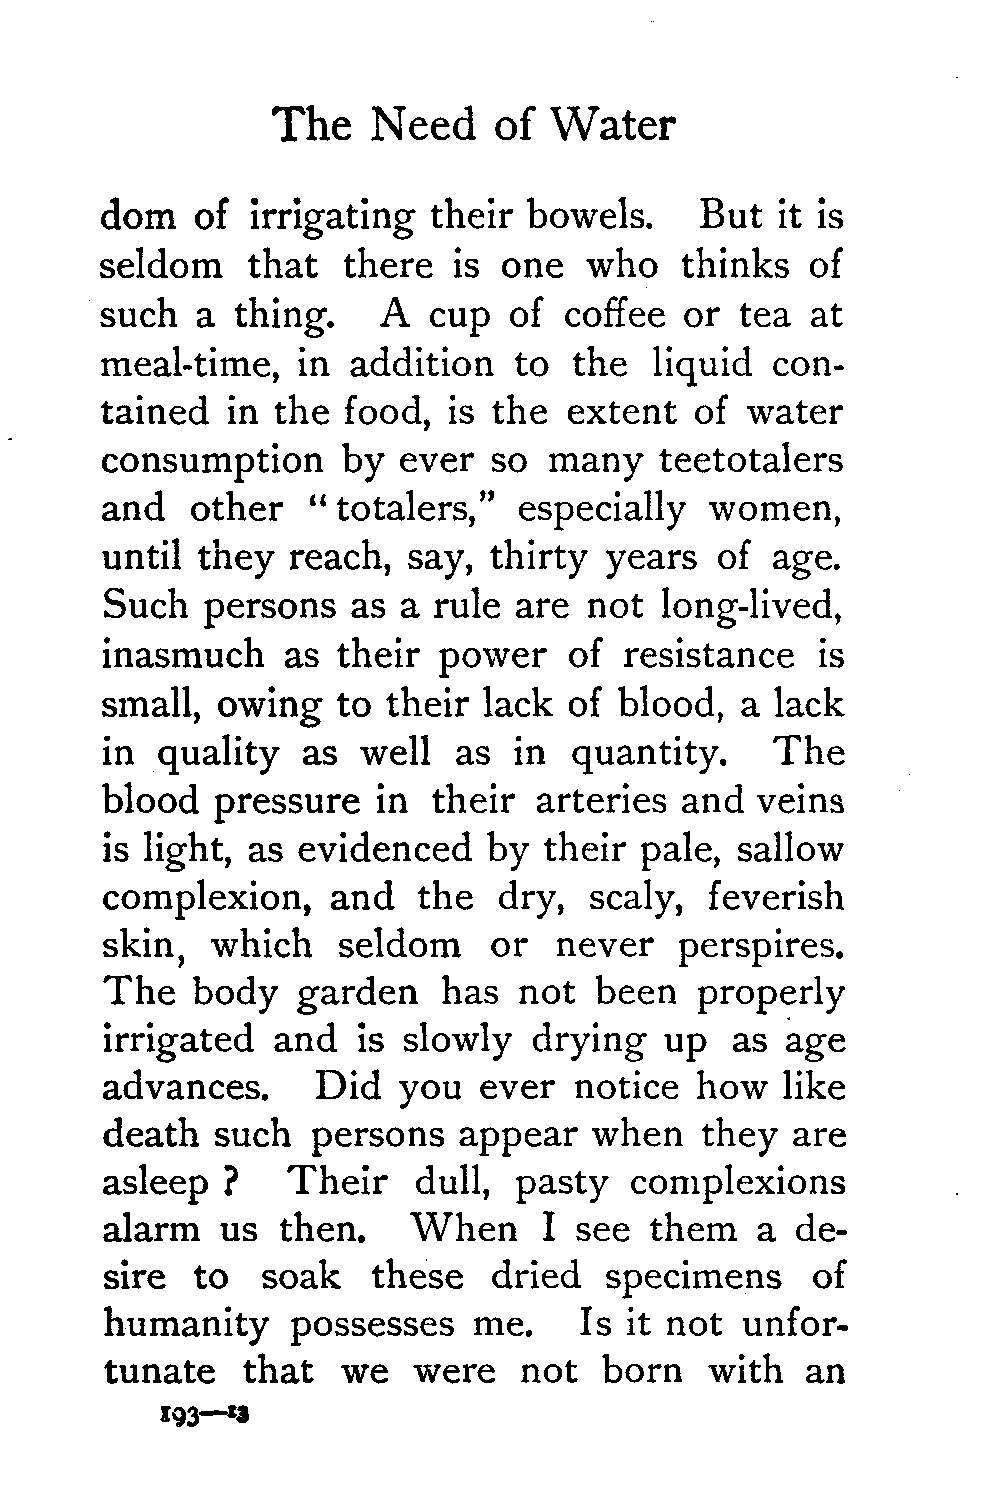 The Need of Water
dom of irrigating their bowels. But it is
seldom that there is one who thinks of
such a thing. A cup of coffee or tea at
meal-time, in addition to the liquid con-
tained in the food, is the extent of water
consumption by ever so many teetotalers
and other “ totalers,” especially women,
until they reach, say, thirty years of age.
Such persons as a rule are not long-lived,
inasmuch as their power of resistance is
small, owing to their lack of blood, a lack
in quality as well as in quantity. The
blood pressure in their arteries and veins
is light, as evidenced by their pale, sallow
complexion, and the dry, scaly, feverish
skin, which seldom or never perspires.
The body garden has not been properly
irrigated and is slowly drying up as age
advances. Did you ever notice how like
death such persons appear when they are
asleep ? Their dull, pasty complexions
alarm us then. When I see them a de-
sire to soak these dried specimens of
humanity possesses me. Is it not unfor-
tunate that we were not born with an
193—13